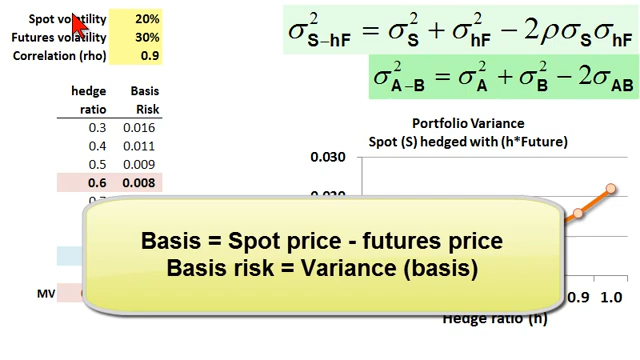 Spot volatility 20%
Futures volatility 30%
Correlation (rho) 0.9
σ²S−hF = σ²S + σ²hF − 2ρσSσhF
σ²A−B = σ²A + σ²B − 2σAB
hedge Basis
ratio Risk
0.3 0.016
0.4 0.011
0.5 0.009
0.6 0.008
MV
Portfolio Variance
Spot (S) hedged with (h*Future)
0.030
0.9 1.0
Hedge ratio (h)
Basis = Spot price - futures price
Basis risk = Variance (basis)